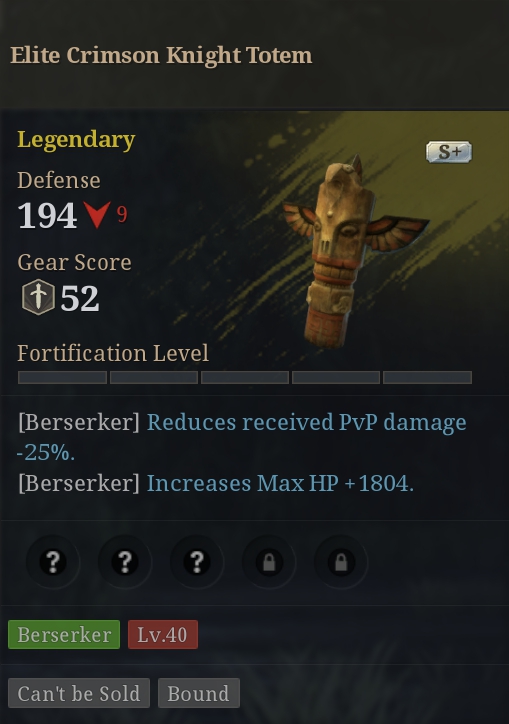 Elite Crimson Knight Totem
Legendary
S+
Defense
194 9
Gear Score
52
Fortification Level
[Berserker] Reduces received PvP damage
-25%.
[Berserker] Increases Max HP +1804.
? ? ?
Berserker Lv.40
Can't be Sold Bound